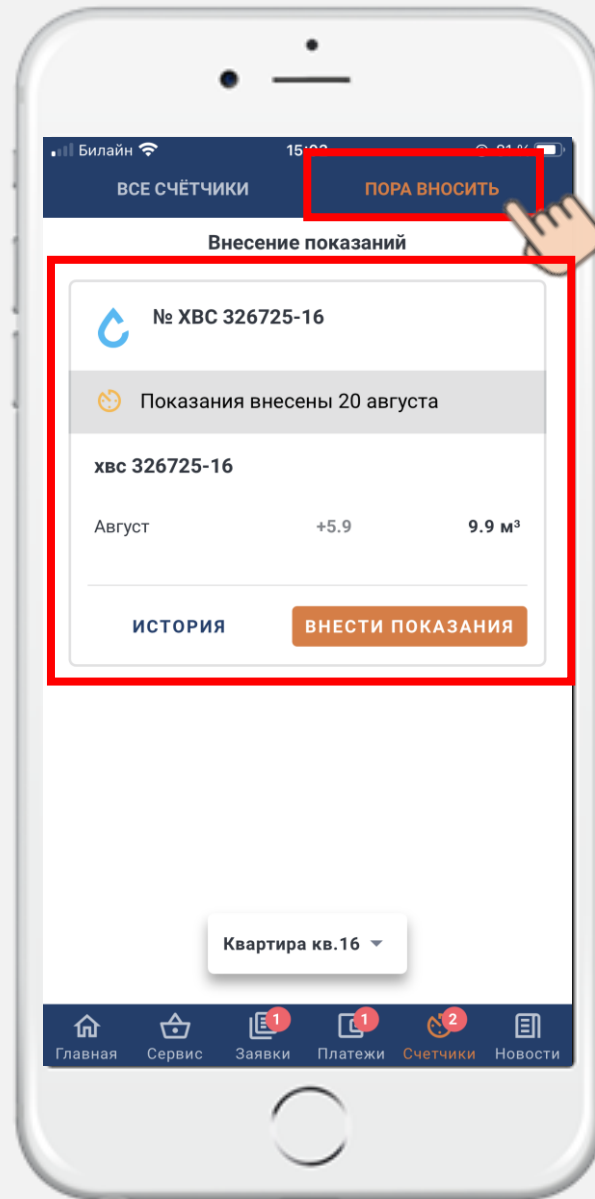 Билайн
ВСЕ СЧЁТЧИКИ
ПОРА ВНОСИТЬ
Внесение показаний
№ ХВС 326725-16
Показания внесены 20 августа
хвс 326725-16
Август +5.9 9.9 м³
ИСТОРИЯ
ВНЕСТИ ПОКАЗАНИЯ
Квартира кв.16
1 1 2
Главная Сервис Заявки Платежи Счетчики Новости